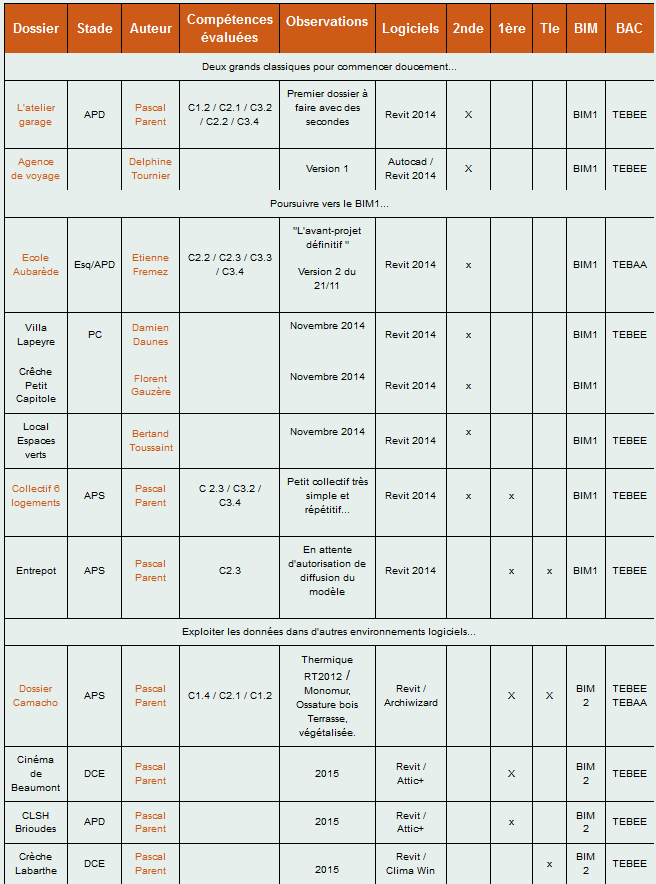 Dossier Stade Auteur Compétences évaluées Observations Logiciels 2nde 1ère Tle BIM BAC
Deux grands classiques pour commencer doucement...
L'atelier garage APD Pascal Parent C1.2 / C2.1 / C3.2 / C2.2 / C3.4 Premier dossier à faire avec des secondes Revit 2014 X BIM1 TEBEE
Agence de voyage Delphine Tournier Version 1 Autocad / Revit 2014 X BIM1 TEBEE
Poursuivre vers le BIM1...
Ecole Aubarède Esq/APD Etienne Fremez C2.2 / C2.3 / C3.3 / C3.4 "L'avant-projet définitif " Version 2 du 21/11 Revit 2014 x BIM1 TEBAA
Villa Lapeyre PC Damien Daunes Novembre 2014 Revit 2014 x BIM1 TEBEE
Crêche Petit Capitole Florent Gauzère Novembre 2014 Revit 2014 x BIM1
Local Espaces verts Bertrand Toussaint Novembre 2014 Revit 2014 x BIM1 TEBEE
Collectif 6 logements APS Pascal Parent C 2.3 / C3.2 / C3.4 Petit collectif très simple et répétitif... Revit 2014 x x BIM1 TEBEE
Entrepot APS Pascal Parent C2.3 En attente d'autorisation de diffusion du modèle Revit 2014 x x BIM1 TEBEE
Exploiter les données dans d'autres environnements logiciels...
Dossier Camacho APS Pascal Parent C1.4 / C2.1 / C1.2 Thermique RT2012 / Monomur, Ossature bois Terrasse, végétalisée. Revit / Archiwizard X X BIM 2 TEBEE TEBAA
Cinéma de Beaumont DCE Pascal Parent 2015 Revit / Attic+ X BIM 2 TEBEE
CLSH Brioudes APD Pascal Parent 2015 Revit / Attic+ x BIM 2 TEBEE
Crèche Labarthe DCE Pascal Parent 2015 Revit / Clima Win x BIM 2 TEBEE